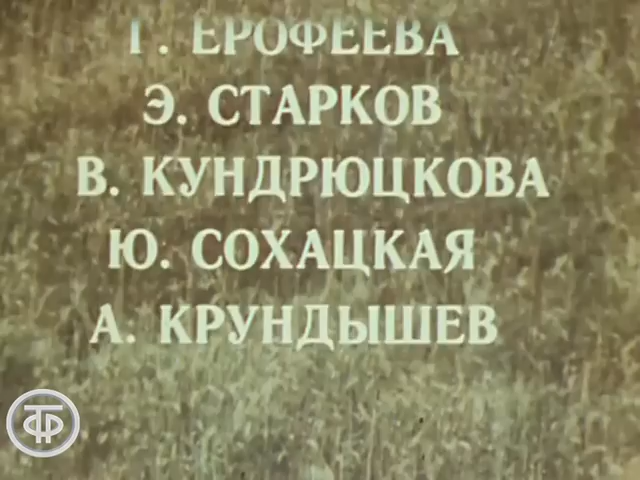 Г. ЕРОФЕЕВА
Э. СТАРКОВ
В. КУНДРЮЦКОВА
Ю. СОХАЦКАЯ
А. КРУНДЫШЕВ